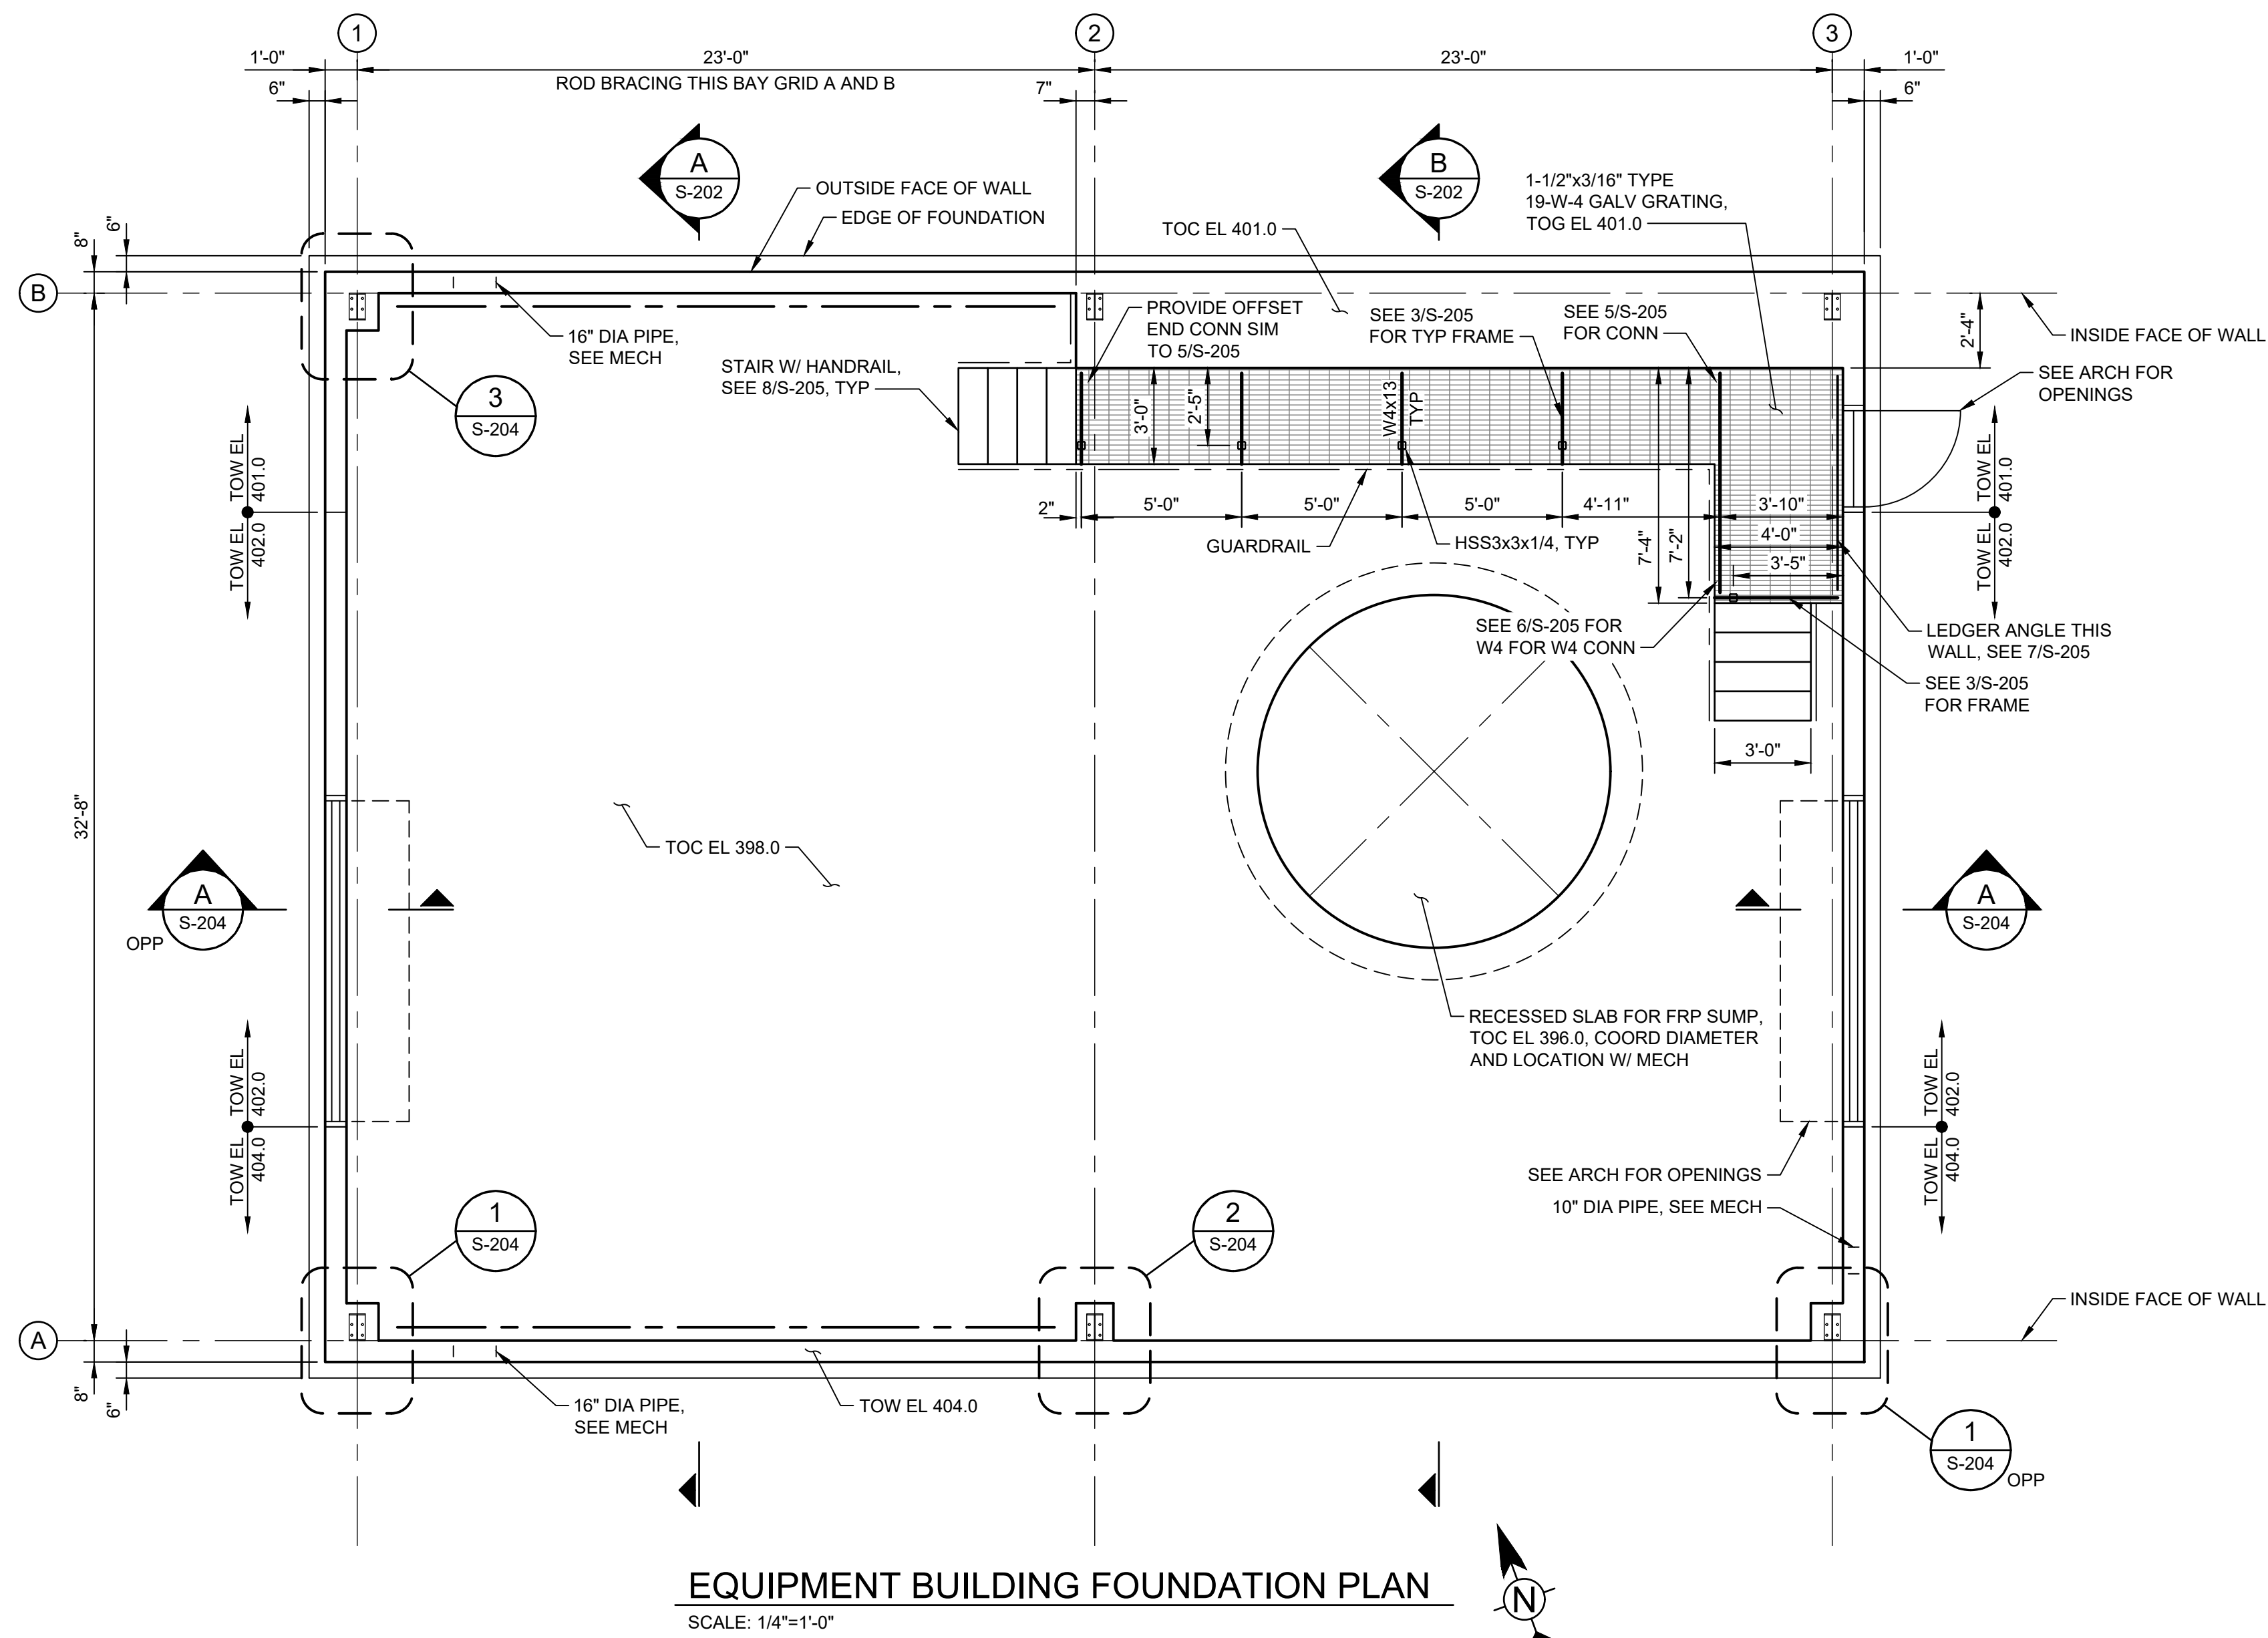 1
2
3
1'-0"
23'-0"
23'-0"
1'-0"
ROD BRACING THIS BAY GRID A AND B
6"
7"
6"
A
S-202
B
S-202
OUTSIDE FACE OF WALL
EDGE OF FOUNDATION
TOC EL 401.0
1-1/2"x3/16" TYPE
19-W-4 GALV GRATING,
TOG EL 401.0
8"
6"
B
16" DIA PIPE,
SEE MECH
STAIR W/ HANDRAIL,
SEE 8/S-205, TYP
PROVIDE OFFSET
END CONN SIM
TO 5/S-205
SEE 3/S-205
FOR TYP FRAME
SEE 5/S-205
FOR CONN
2'-4"
INSIDE FACE OF WALL
SEE ARCH FOR
OPENINGS
3
S-204
3'-0"
2'-5"
W4x13
TYP
TOW EL
401.0
TOW EL
402.0
TOW EL
401.0
TOW EL
402.0
2"
5'-0"
5'-0"
5'-0"
4'-11"
3'-10"
4'-0"
3'-5"
GUARDRAIL
HSS3x3x1/4, TYP
7'-4"
7'-2"
SEE 6/S-205 FOR
W4 FOR W4 CONN
LEDGER ANGLE THIS
WALL, SEE 7/S-205
SEE 3/S-205
FOR FRAME
3'-0"
32'-8"
TOC EL 398.0
A
S-204
OPP
A
S-204
RECESSED SLAB FOR FRP SUMP,
TOC EL 396.0, COORD DIAMETER
AND LOCATION W/ MECH
TOW EL
402.0
TOW EL
404.0
TOW EL
402.0
TOW EL
404.0
SEE ARCH FOR OPENINGS
10" DIA PIPE, SEE MECH
1
S-204
2
S-204
INSIDE FACE OF WALL
A
8"
6"
16" DIA PIPE,
SEE MECH
TOW EL 404.0
1
S-204
OPP
EQUIPMENT BUILDING FOUNDATION PLAN
SCALE: 1/4"=1'-0"
N